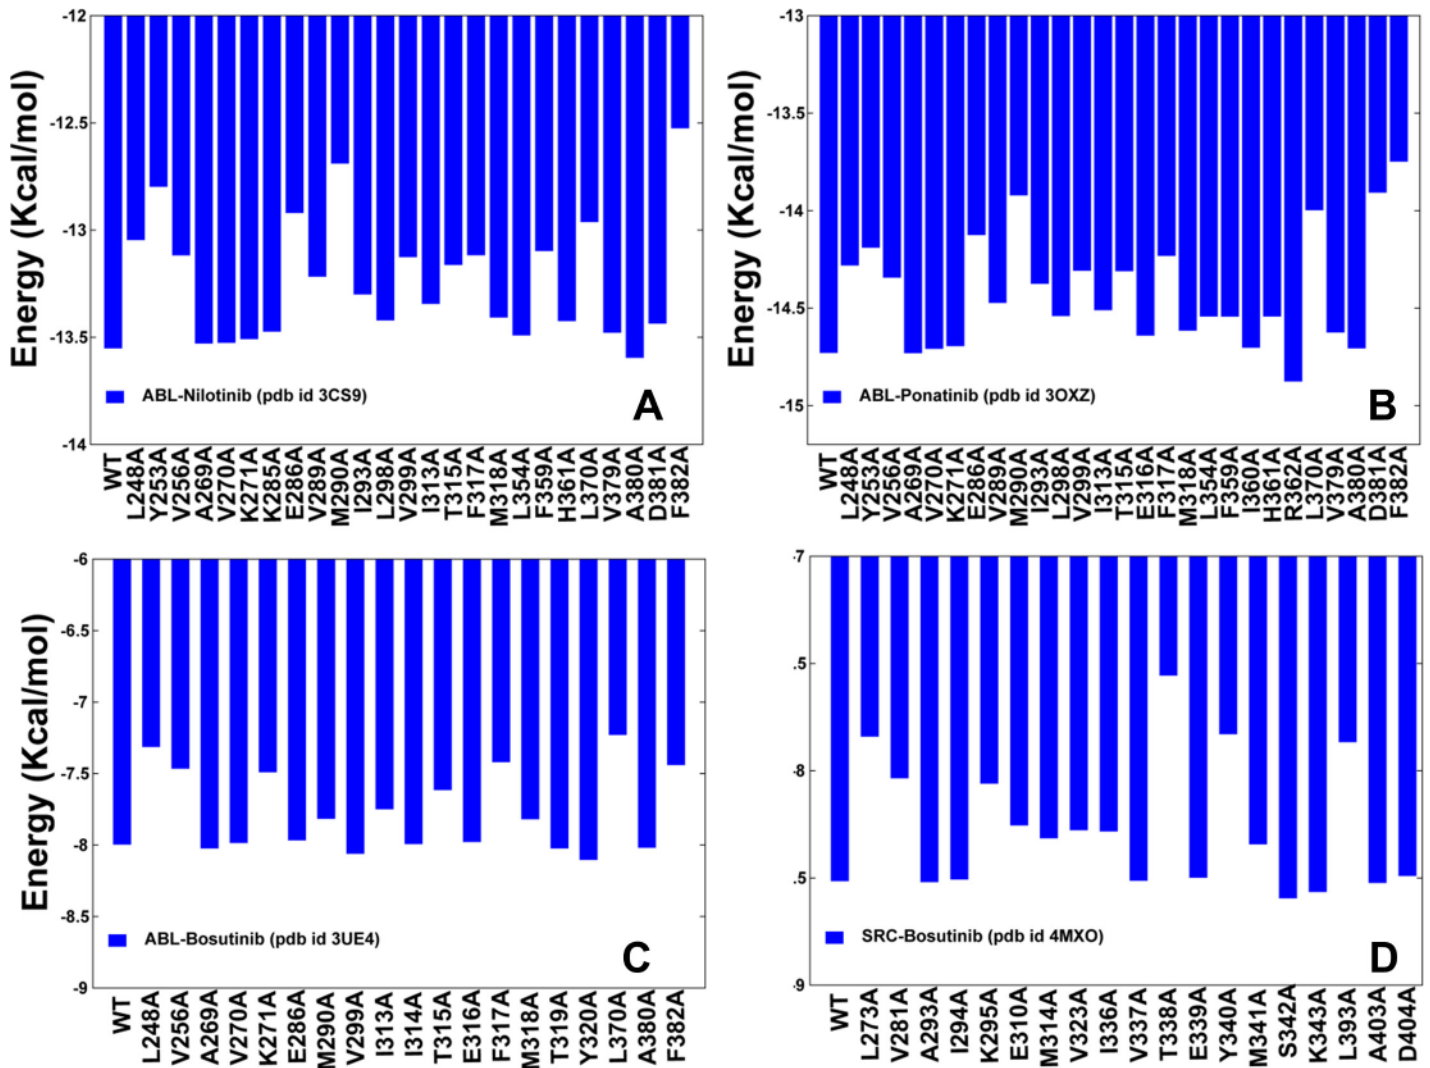 -12
-12.5
-13
-13.5
-14
Energy (Kcal/mol)
ABL-Nilotinib (pdb id 3CS9)
A
WT L248A Y253A V256A A269A V270A K271A K285A E286A V289A M290A I293A L298A V299A I313A T315A F317A M318A L354A F359A H361A L370A V379A A380A D381A F382A
-13
-13.5
-14
-14.5
-15
Energy (Kcal/mol)
ABL-Ponatinib (pdb id 3OXZ)
B
WT L248A Y253A V256A A269A V270A K271A E286A V289A M290A I293A L298A V299A I313A T315A E316A F317A M318A L354A F359A I360A H361A R362A L370A V379A A380A D381A F382A
-6
-6.5
-7
-7.5
-8
-8.5
-9
Energy (Kcal/mol)
ABL-Bosutinib (pdb id 3UE4)
C
WT L248A V256A A269A V270A K271A E286A M290A V299A I313A I314A T315A E316A F317A M318A T319A Y320A L370A A380A F382A
-7
.5
-8
.5
-9
SRC-Bosutinib (pdb id 4MXO)
D
WT L273A V281A A293A I294A K295A E310A M314A V323A I336A V337A T338A E339A Y340A M341A S342A K343A L393A A403A D404A